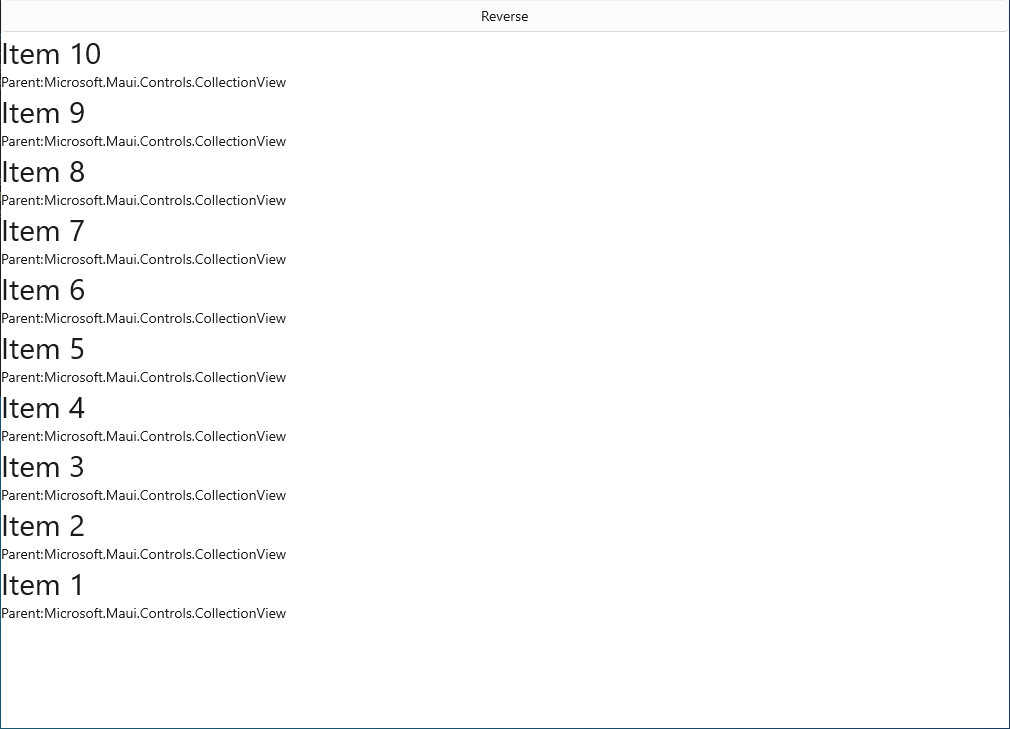 Reverse
Item 10
Parent:Microsoft.Maui.Controls.CollectionView
Item 9
Parent:Microsoft.Maui.Controls.CollectionView
Item 8
Parent:Microsoft.Maui.Controls.CollectionView
Item 7
Parent:Microsoft.Maui.Controls.CollectionView
Item 6
Parent:Microsoft.Maui.Controls.CollectionView
Item 5
Parent:Microsoft.Maui.Controls.CollectionView
Item 4
Parent:Microsoft.Maui.Controls.CollectionView
Item 3
Parent:Microsoft.Maui.Controls.CollectionView
Item 2
Parent:Microsoft.Maui.Controls.CollectionView
Item 1
Parent:Microsoft.Maui.Controls.CollectionView